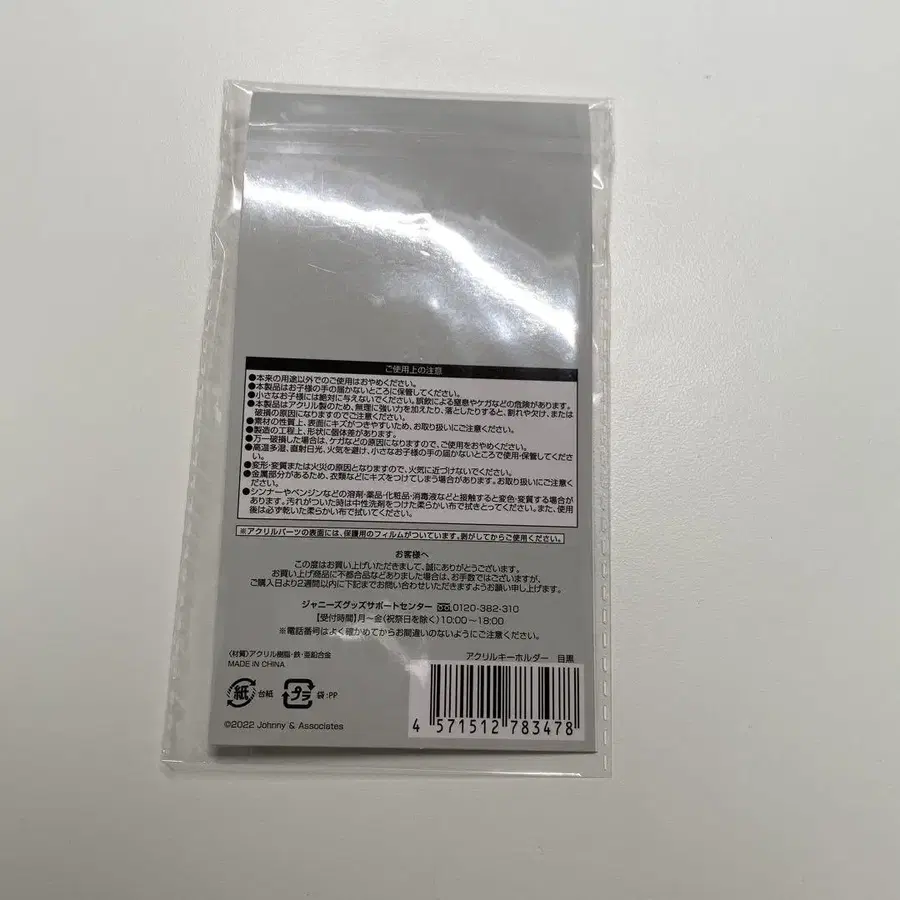 ご使用上の注意
●本来の用途以外でのご使用はおやめください。
●本製品はお子様の手の届かないところに保管してください。
●小さなお子様には絶対に与えないでください。誤飲による窒息やケガなどの危険があります。
●本製品はアクリル製のため、無理に強い力を加えたり、落としたりすると、割れや欠け、または
破損の原因になりますのでご注意ください。
●素材の性質上、表面にキズがつきやすいため、お取り扱いにご注意ください。
●製造の工程上、形状に個体差があります。
●万一破損した場合は、ケガなどの原因になりますので、ご使用をおやめください。
●高温多湿、直射日光、火気を避け、小さなお子様の手の届かないところで使用・保管してくださ
い。
●変形・変質または火災の原因となりますので、火気に近づけないでください。
●金属部分があるため、衣類などにキズをつけてしまう場合があります。お取り扱いにご注意くだ
さい。
●シンナーやベンジンなどの溶剤・薬品・化粧品・消毒液などと接触すると変色・変質する場合が
あります。汚れがついた時は中性洗剤をつけた柔らかい布で拭きとってください。また、使用
後は必ず乾いた柔らかい布で拭いてください。
※アクリルパーツの表面には、保護用のフィルムがついています。剥がしてからご使用ください。
お客様へ
この度はお買い上げいただきまして、誠にありがとうございます。
お買い上げ商品に不都合品などありました場合は、お手数ではございますが、
ご購入日より2週間以内に下記までお問い合わせいただきますようお願い申し上げます。
ジャニーズグッズサポートセンター 0120-382-310
【受付時間】月〜金(祝祭日を除く)10:00〜18:00
※電話番号はよく確かめてからお間違いのないようにご注意ください。
〈材質〉アクリル樹脂・鉄・亜鉛合金
MADE IN CHINA
アクリルキーホルダー 目黒
紙 台紙 プラ 袋:PP
©2022 Johnny & Associates
4 571512 783478